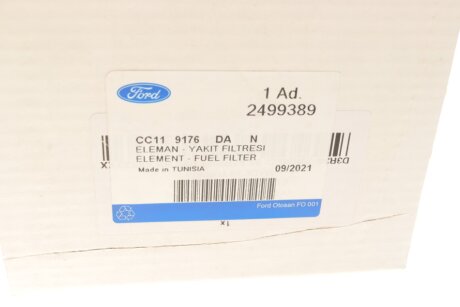 Ford
1 Ad.
2499389
CC11 9176 DA N
ELEMAN - YAKIT FILTRESI
ELEMENT - FUEL FILTER
Made in TUNISIA 09/2021
Ford Otosan FO 001
1x